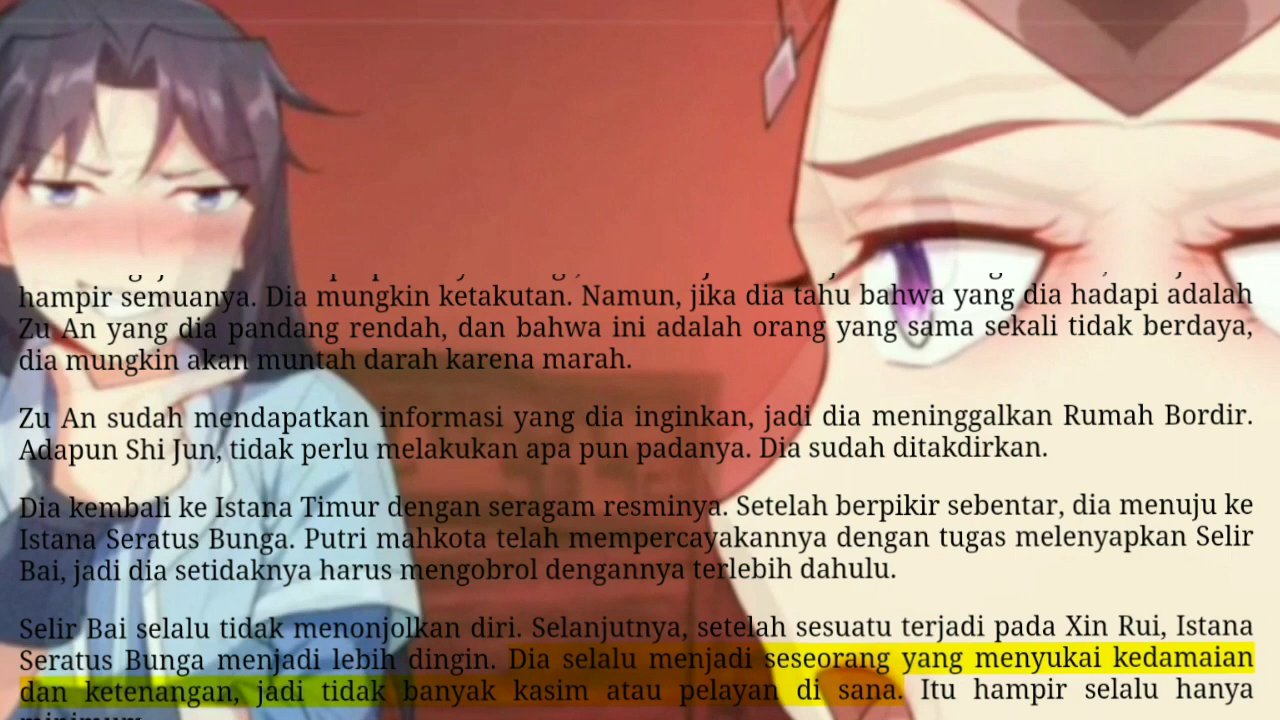 hampir semuanya. Dia mungkin ketakutan. Namun, jika dia tahu bahwa yang dia hadapi adalah
Zu An yang dia pandang rendah, dan bahwa ini adalah orang yang sama sekali tidak berdaya,
dia mungkin akan muntah darah karena marah.
Zu An sudah mendapatkan informasi yang dia inginkan, jadi dia meninggalkan Rumah Bordir.
Adapun Shi Jun, tidak perlu melakukan apa pun padanya. Dia sudah ditakdirkan.
Dia kembali ke Istana Timur dengan seragam resminya. Setelah berpikir sebentar, dia menuju ke
Istana Seratus Bunga. Putri mahkota telah mempercayakannya dengan tugas melenyapkan Selir
Bai, jadi dia setidaknya harus mengobrol dengannya terlebih dahulu.
Selir Bai selalu tidak menonjolkan diri. Selanjutnya, setelah sesuatu terjadi pada Xin Rui, Istana
Seratus Bunga menjadi lebih dingin. Dia selalu menjadi seseorang yang menyukai kedamaian
dan ketenangan, jadi tidak banyak kasim atau pelayan di sana. Itu hampir selalu hanya